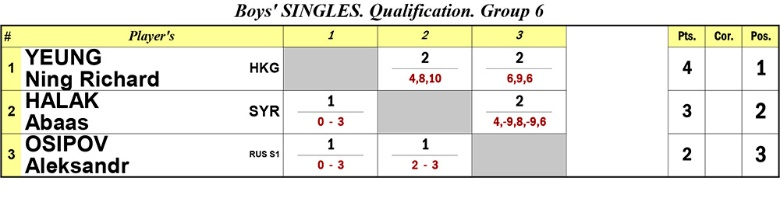 Boys' SINGLES. Qualification. Group 6
# Player's 1 2 3 Pts. Cor. Pos.
1 YEUNG Ning Richard HKG 2 4,8,10 2 6,9,6 4 1
2 HALAK Abaas SYR 1 0 - 3 2 4,-9,8,-9,6 3 2
3 OSIPOV Aleksandr RUS S1 1 0 - 3 1 2 - 3 2 3